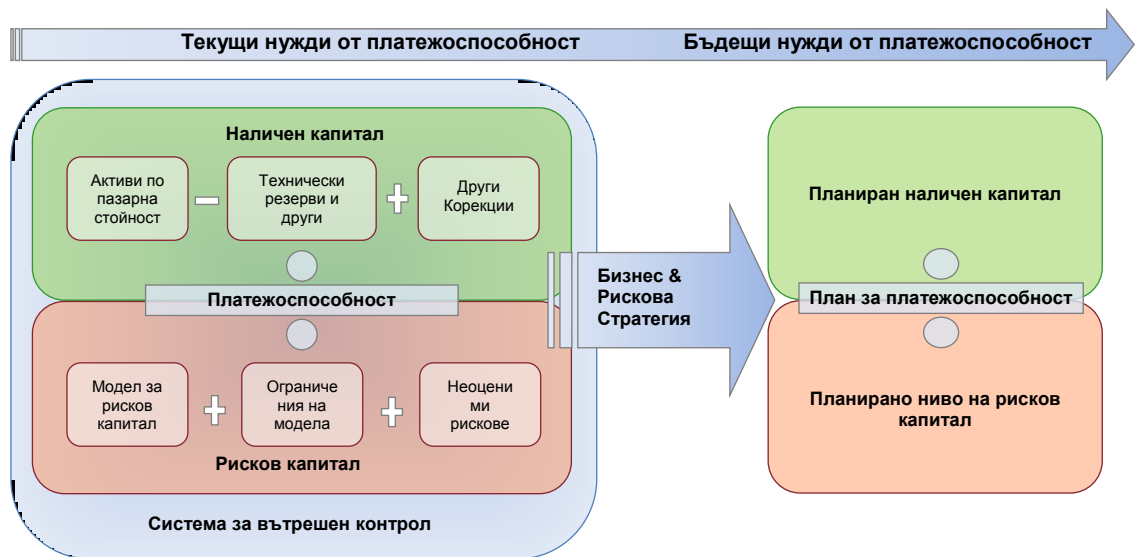 Текущи нужди от платежоспособност
Бъдещи нужди от платежоспособност
Наличен капитал
Активи по
пазарна
стойност
Технически
резерви и
други
Други
Корекции
Платежоспособност
Модел за
рисков
капитал
Ограниче
ния на
модела
Неоцени
ми
рискове
Рисков капитал
Система за вътрешен контрол
Бизнес &
Рискова
Стратегия
Планиран наличен капитал
План за платежоспособност
Планирано ниво на рисков
капитал